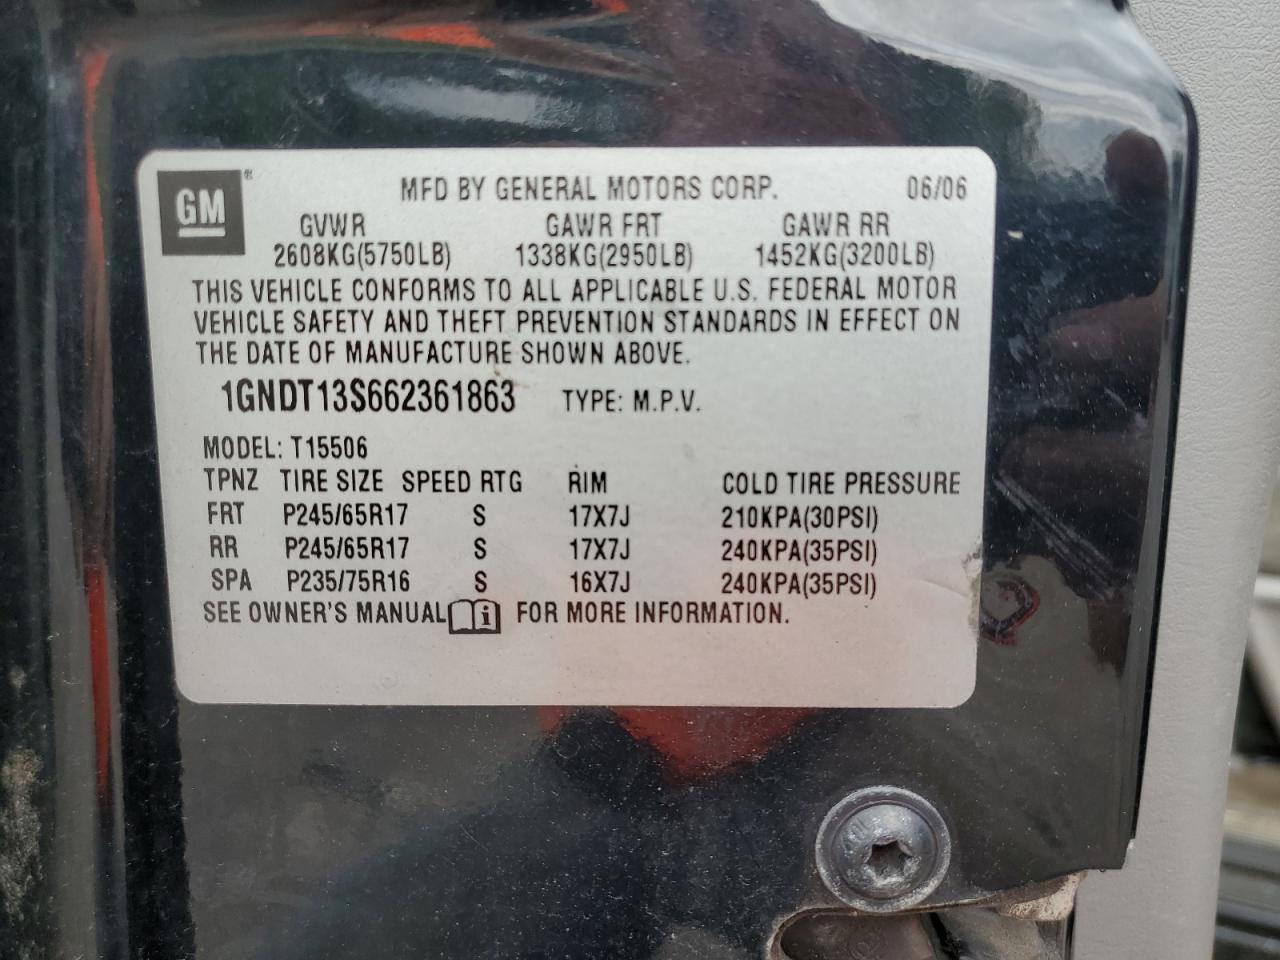 GM ®
MFD BY GENERAL MOTORS CORP. 06/06
GVWR GAWR FRT GAWR RR
2608KG(5750LB) 1338KG(2950LB) 1452KG(3200LB)
THIS VEHICLE CONFORMS TO ALL APPLICABLE U.S. FEDERAL MOTOR
VEHICLE SAFETY AND THEFT PREVENTION STANDARDS IN EFFECT ON
THE DATE OF MANUFACTURE SHOWN ABOVE.
1GNDT13S662361863 TYPE: M.P.V.
MODEL: T15506
TPNZ TIRE SIZE SPEED RTG RIM COLD TIRE PRESSURE
FRT P245/65R17 S 17X7J 210KPA(30PSI)
RR P245/65R17 S 17X7J 240KPA(35PSI)
SPA P235/75R16 S 16X7J 240KPA(35PSI)
SEE OWNER'S MANUAL i FOR MORE INFORMATION.